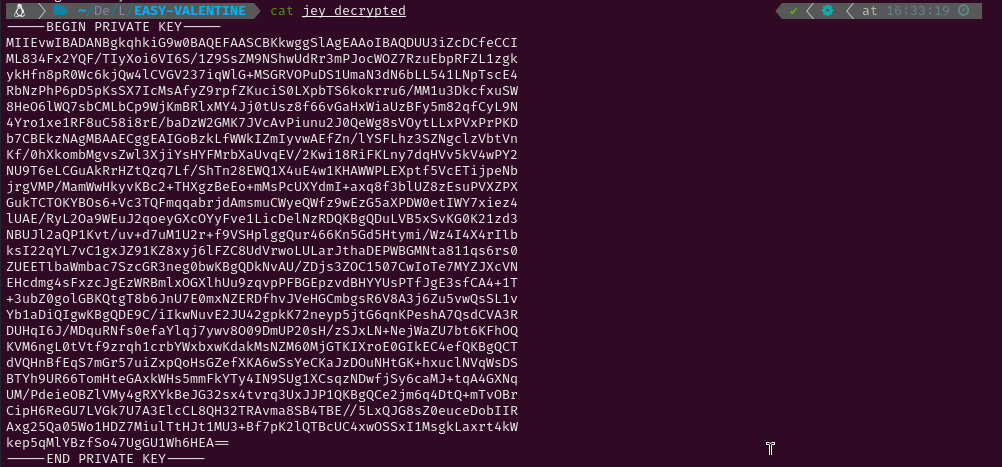 ~/De L/EASY-VALENTINE cat jey decrypted at 16:33:19
-----BEGIN PRIVATE KEY-----
MIIEvwIBADANBgkqhkiG9w0BAQEFAASCBKkwggSlAgEAAoIBAQDUU3iZcDCfeCCI
ML834Fx2YQF/TIyXoi6VI6S/1Z9SsZM9NShwUdRr3mPJocWOZ7RzuEbpRFZL1zgk
ykHfn8pR0Wc6kjQw4lCVGV237iqWlG+MSGRVOPuDS1UmaN3dN6bLL541LNpTscE4
RbNzPhP6pD5pKsSX7IcMsAfyZ9rpfZKuciS0LXpbTS6kokrru6/MM1u3DkcfxuSW
8HeO6lWQ7sbCMLbCp9WjKmBRlxMY4Jj0tUsz8f66vGaHxWiaUzBFy5m82qfCyL9N
4Yro1xe1RF8uC58i8rE/baDzW2GMK7JVcAvPiunu2J0QeWg8sVOytLLxPVxPrPKD
b7CBEkzNAgMBAAECggEAIGoBzkLfWWkIZmIyvwAEfZn/lYSFLhz3SZNgclzVbtVn
Kf/0hXkombMgvsZwl3XjiYsHYFMrbXaUvqEV/2Kwi18RiFKLny7dqHVv5kV4wPY2
NU9T6eLCGuAkRrHZtQzq7Lf/ShTn28EWQ1X4uE4w1KHAWWPLEXptf5VcETijpeNb
jrgVMP/MamWwHkyvKBc2+THXgzBeEo+mMsPcUXYdmI+axq8f3blUZ8zEsuPVXZPX
GukTCTOKYBOs6+Vc3TQFmqqabrjdAmsmuCWyeQWfz9wEzG5aXPDW0etIWY7xiez4
lUAE/RyL2Oa9WEuJ2qoeyGXcOYyFve1LicDelNzRDQKBgQDuLVB5xSvKG0K21zd3
NBUJl2aQP1Kvt/uv+d7uM1U2r+f9VSHplggQur466Kn5Gd5Htymi/Wz4I4X4rIlb
ksI22qYL7vC1gxJZ91KZ8xyj6lFZC8UdVrwoLULarJthaDEPWBGMNta811qs6rs0
ZUEETlbaWmbac7SzcGR3neg0bwKBgQDkNvAU/ZDjs3ZOC1507CwIoTe7MYZJXcVN
EHcdmg4sFxzcJgEzWRBmlxOGXlhUu9zqvpPFBGEpzvdBHYYUsPTfJgE3sfCA4+1T
+3ubZ0golGBKQtgT8b6JnU7E0mxNZERDfhvJVeHGCmbgsR6V8A3j6Zu5vwQsSL1v
Yb1aDiQIgwKBgQDE9C/iIkwNuvE2JU42gpkK72neyp5jtG6qnKPeshA7QsdCVA3R
DUHqI6J/MDquRNfs0efaYlqj7ywv8O09DmUP20sH/zSJxLN+NejWaZU7bt6KFhOQ
KVM6ngL0tVtf9zrqh1crbYWxbxwKdakMsNZM60MjGTKIXroE0GIkEC4efQKBgQCT
dVQHnBfEqS7mGr57uiZxpQoHsGZefXKA6wSsYeCKaJzDOuNHtGK+hxuclNVqWsDS
BTYh9UR66TomHteGAxkWHs5mmFkYTy4IN9SUg1XCsqzNDwfjSy6caMJ+tqA4GXNq
UM/PdeieOBZlVMy4gRXYkBeJG32sx4tvrq3UxJJP1QKBgQCe2jm6q4DtQ+mTvOBr
CipH6ReGU7LVGk7U7A3ElcCL8QH32TRAvma8SB4TBE//5LxQJG8sZ0euceDobIIR
Axg25Qa05Wo1HDZ7MiulTtHJt1MU3+Bf7pK2lQTBcUC4xwOSSxI1MsgkLaxrt4kW
kep5qMlYBzfSo47UgGU1Wh6HEA==
-----END PRIVATE KEY-----